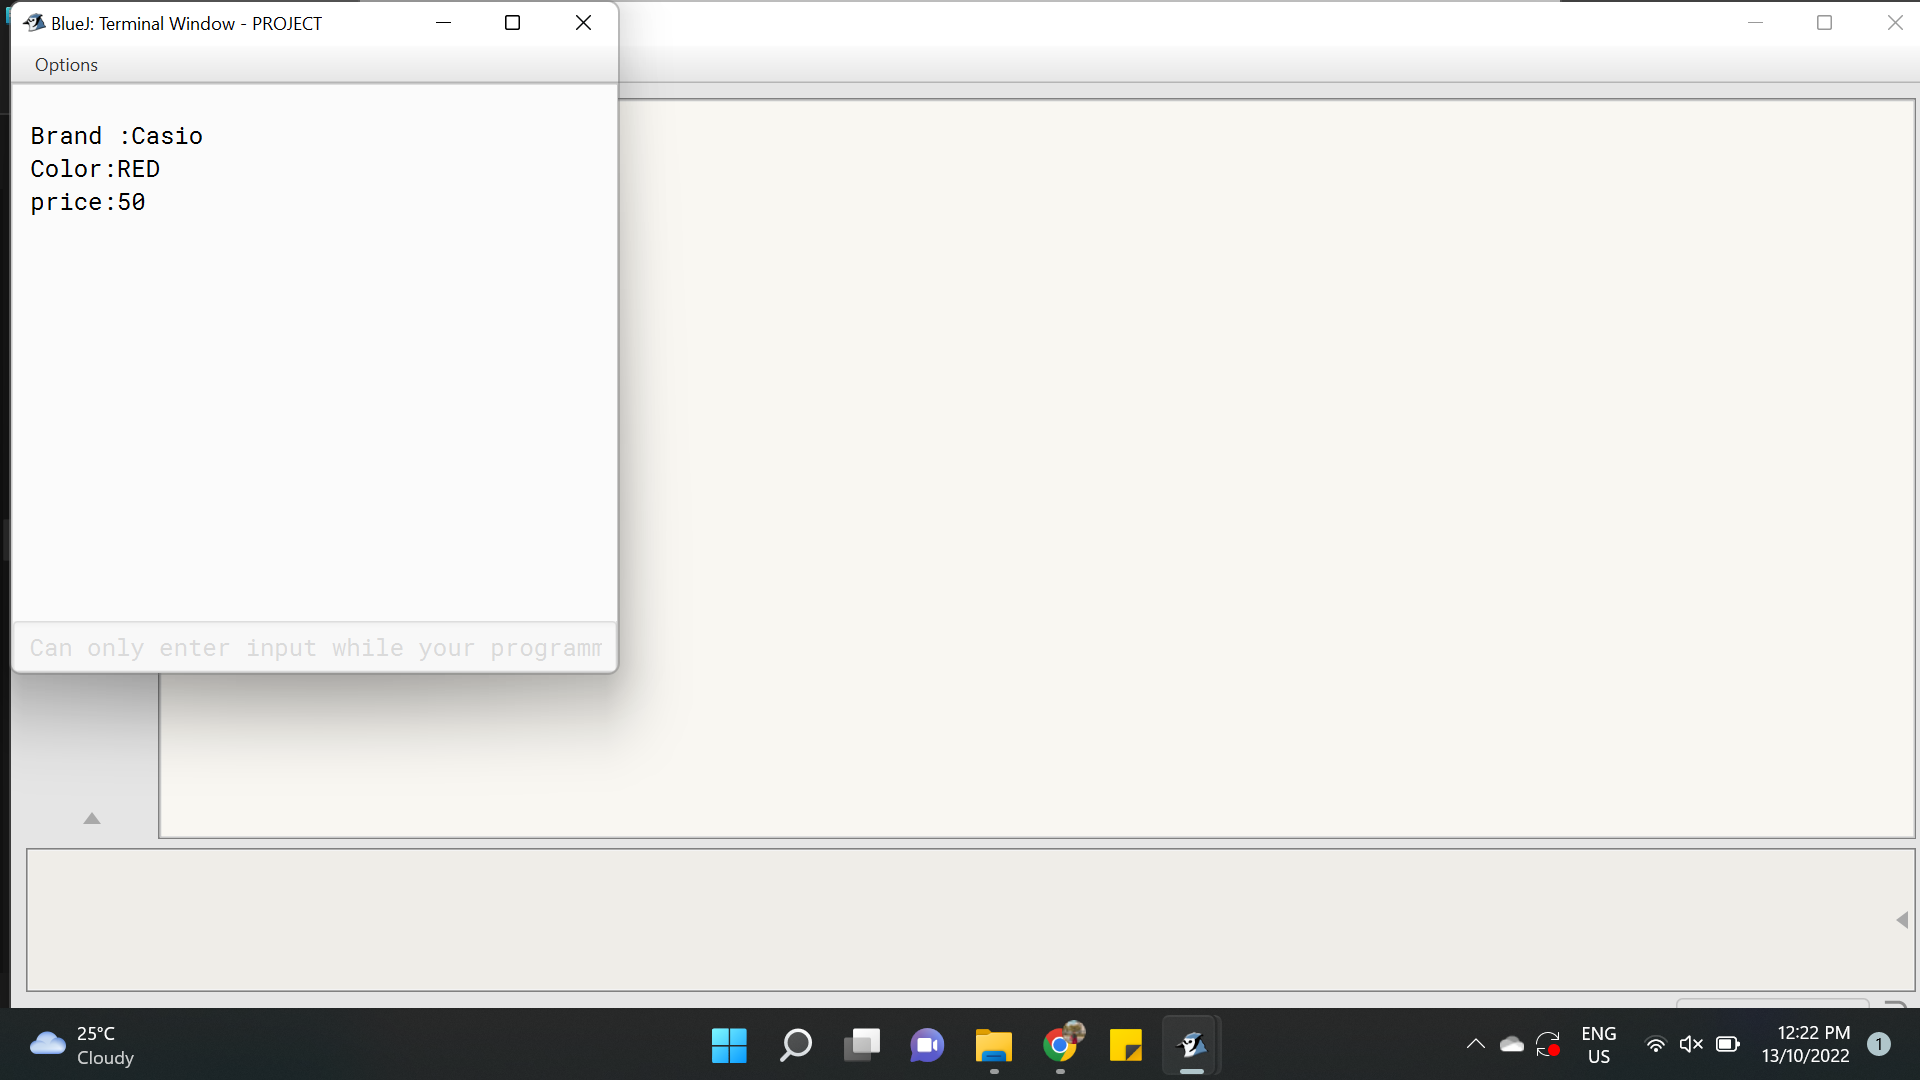 BlueJ: Terminal Window - PROJECT
Options
Brand :Casio
Color:RED
price:50
Can only enter input while your programm
25°C
Cloudy
ENG
US
12:22 PM
13/10/2022
1